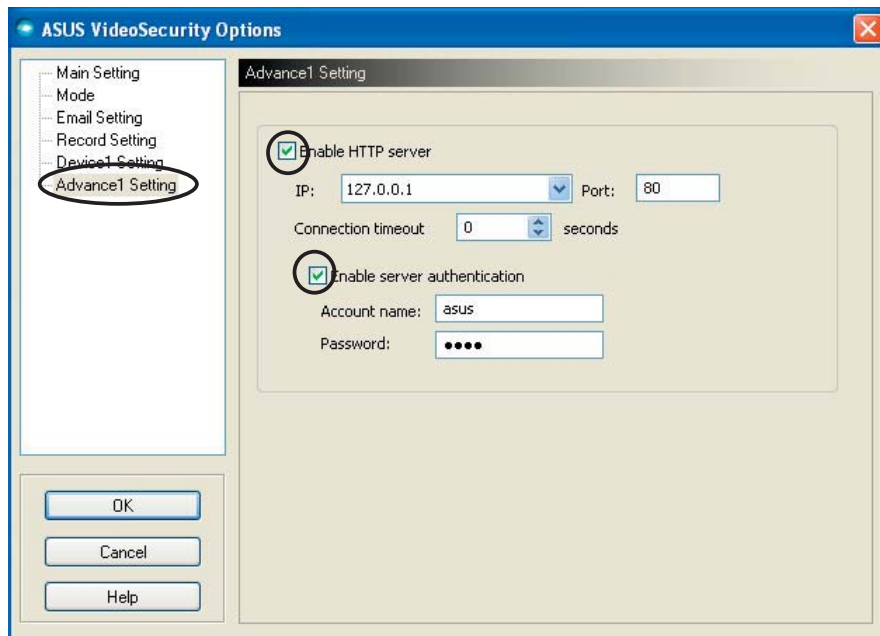 ASUS VideoSecurity Options
Main Setting
Mode
Email Setting
Record Setting
Device1 Setting
Advance1 Setting
OK
Cancel
Help
Advance1 Setting
Enable HTTP server
IP: 127.0.0.1 Port: 80
Connection timeout 0 seconds
Enable server authentication
Account name: asus
Password: ●●●●